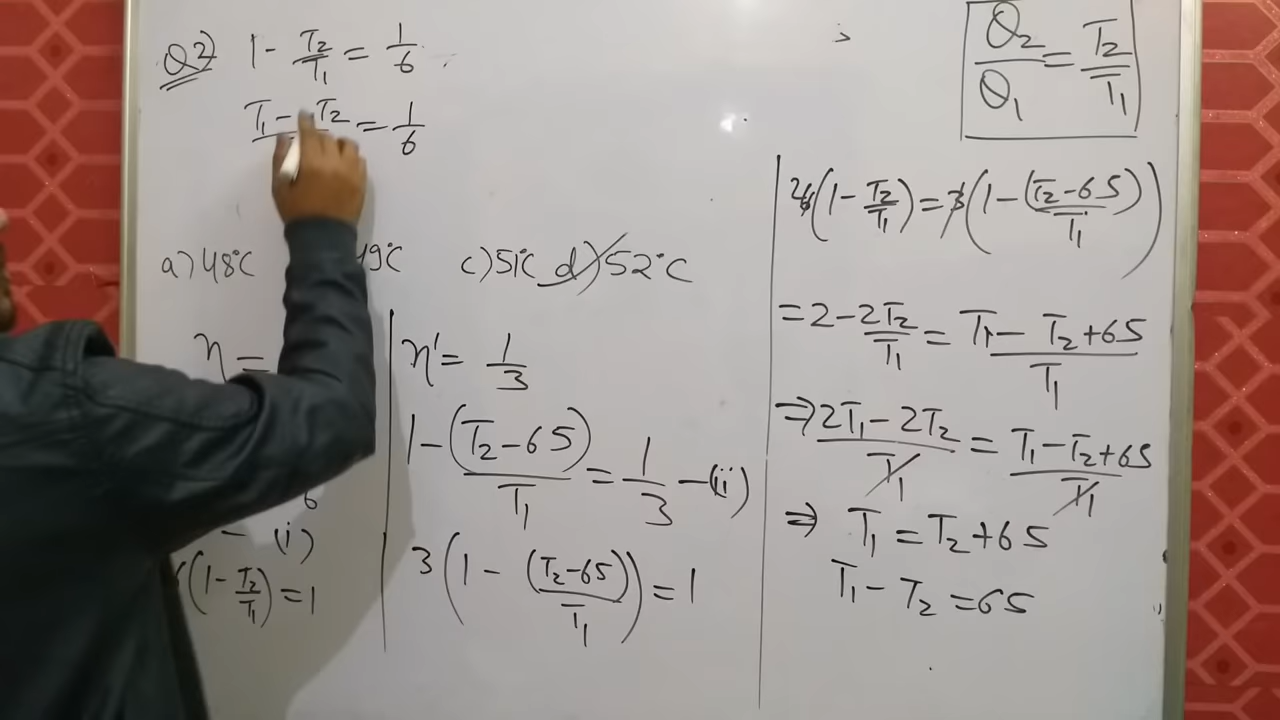 Q2) 1 - T₂/T₁ = 1/6
T₁ - T₂ = 1/6
a) 48°C 49°C c) 51°C d) 52°C
η =
6
- (i)
(1 - T₂/T₁) = 1
η' = 1/3
1 - (T₂ - 65)/T₁ = 1/3 - (ii)
3(1 - (T₂-65)/T₁) = 1
Q₂/Q₁ = T₂/T₁
26(1 - T₂/T₁) = 3(1 - (T₂-65)/T₁)
= 2 - 2T₂/T₁ = T₁ - T₂ + 65/T₁
⇒ 2T₁ - 2T₂/T₁ = T₁ - T₂ + 65/T₁
⇒ T₁ = T₂ + 65
T₁ - T₂ = 65